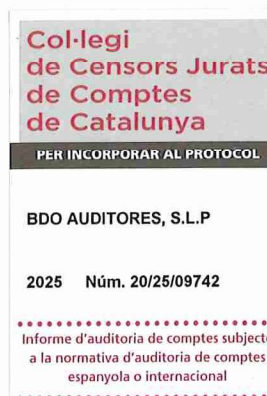 Col·legi
de Censors Jurats
de Comptes
de Catalunya
PER INCORPORAR AL PROTOCOL
BDO AUDITORES, S.L.P
2025 Núm. 20/25/09742
Informe d'auditoria de comptes subjecte
a la normativa d'auditoria de comptes
espanyola o internacional